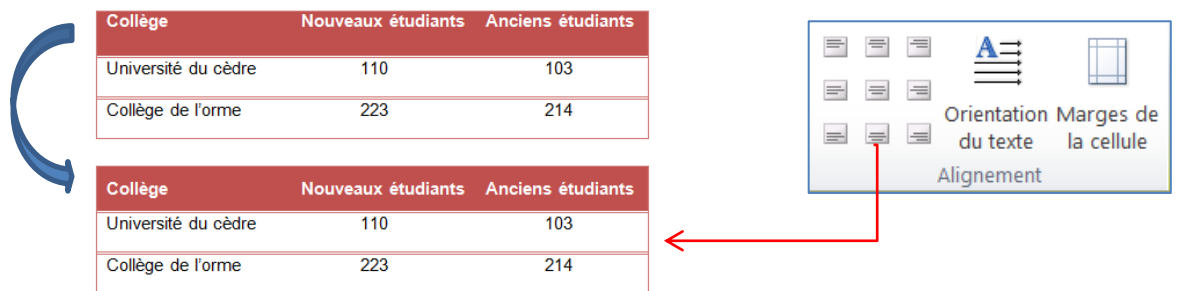 Collège Nouveaux étudiants Anciens étudiants
Université du cèdre 110 103
Collège de l'orme 223 214
Collège Nouveaux étudiants Anciens étudiants
Université du cèdre 110 103
Collège de l'orme 223 214
A
Orientation Marges de
du texte la cellule
Alignement